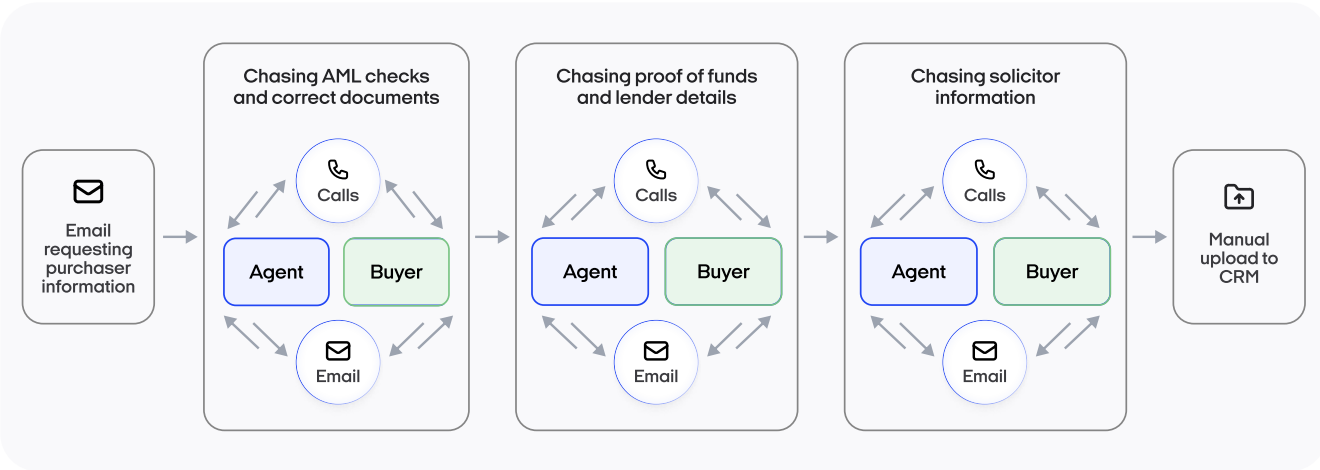 Email
requesting
purchaser
information
Chasing AML checks
and correct documents
Calls
Agent
Buyer
Email
Chasing proof of funds
and lender details
Calls
Agent
Buyer
Email
Chasing solicitor
information
Calls
Agent
Buyer
Email
Manual
upload to
CRM